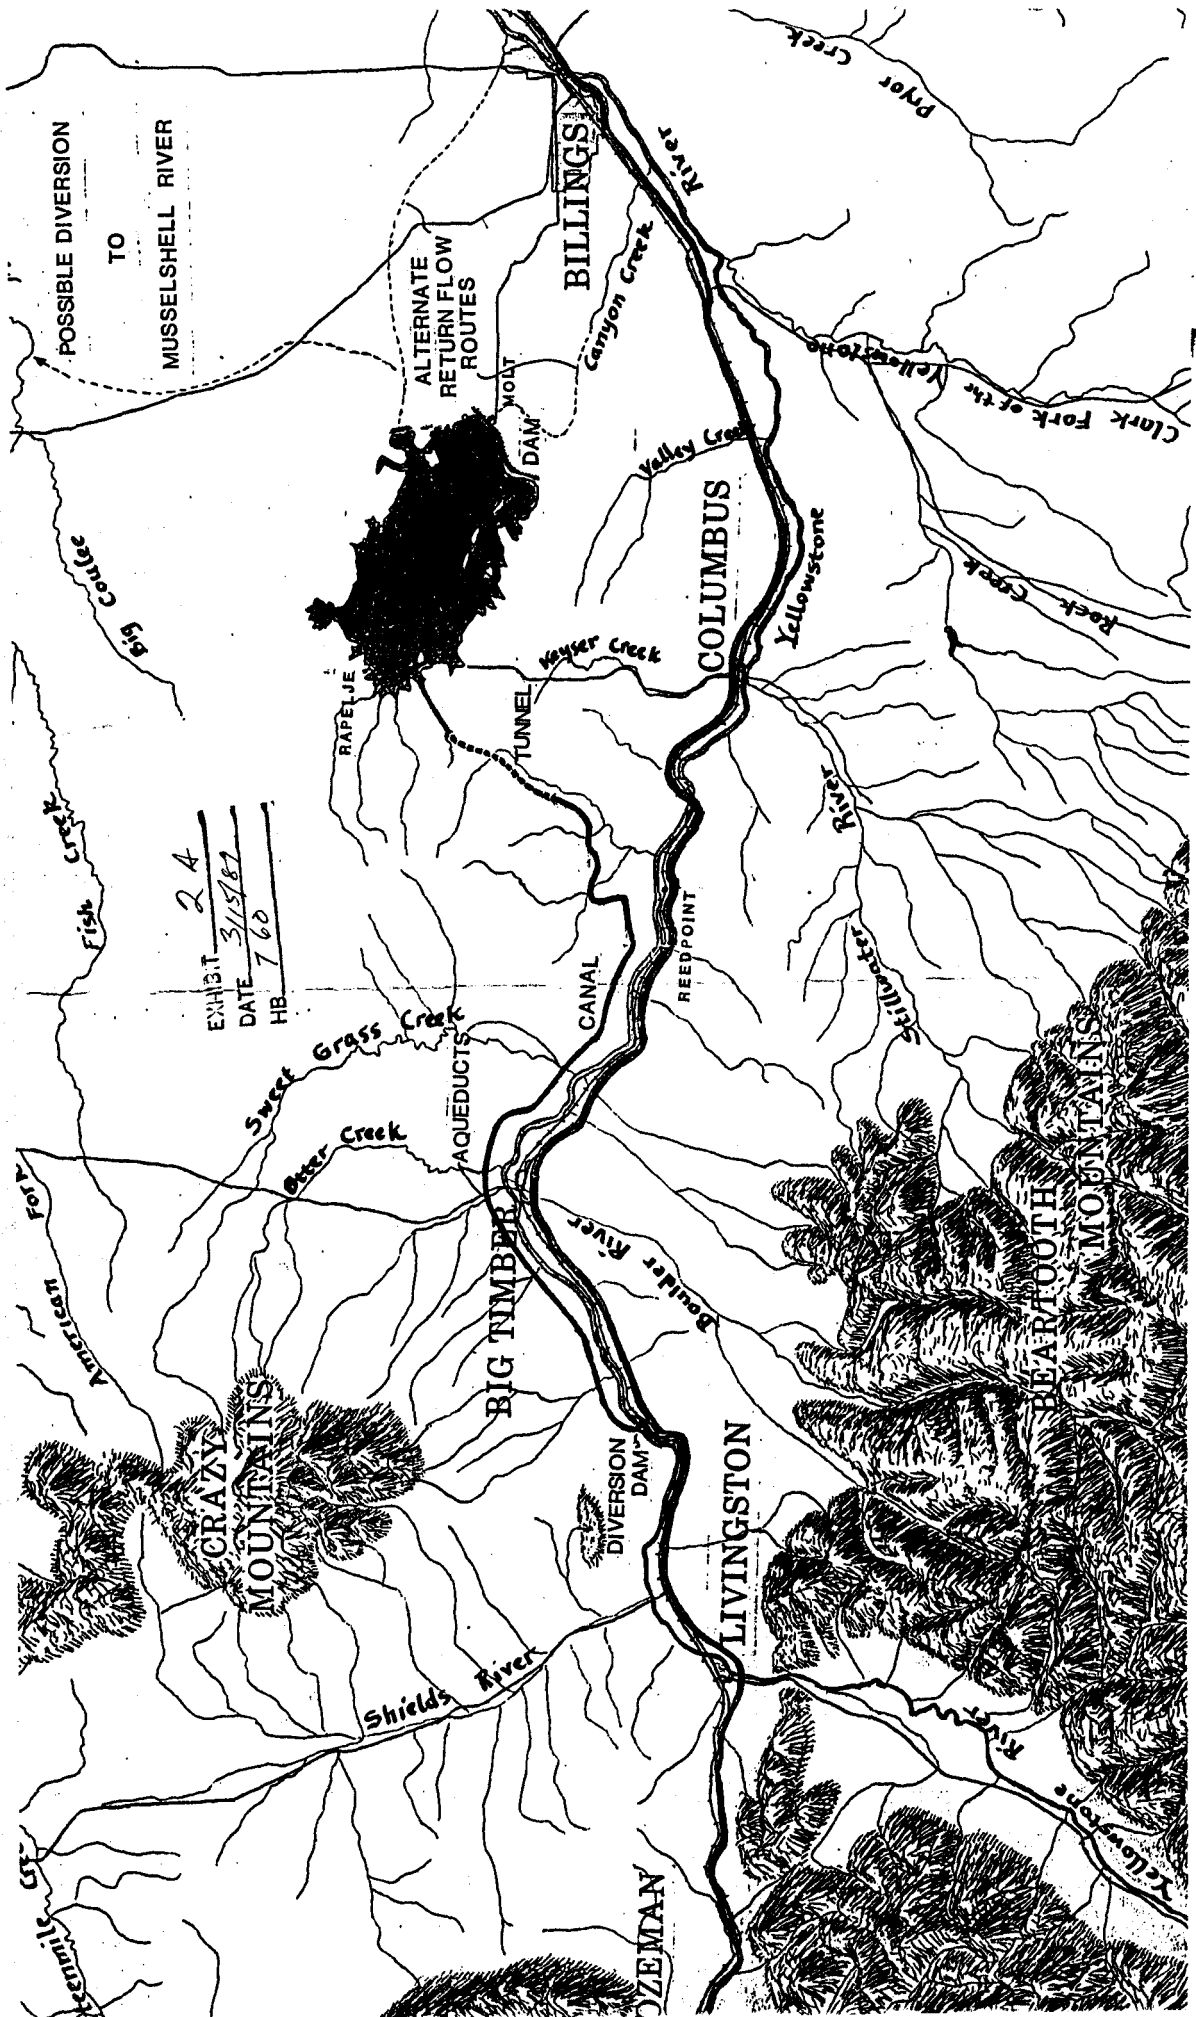 POSSIBLE DIVERSION
TO
MUSSELSHELL RIVER
EXHIBIT 2A
DATE 3/15/89
HB 760
American Fork
Fish Creek
Big Coulee
CRAZY
MOUNTAINS
Sweet Grass Creek
Otter Creek
RAPELJE
ALTERNATE
RETURN FLOW
ROUTES
Shields River
AQUEDUCTS
TUNNEL
DAM
MOLT
BIG TIMBER
CANAL
Keyser Creek
Canyon Creek
BILLINGS
OZEMAN
DIVERSION
DAM
Boulder River
REEDPOINT
COLUMBUS
Valley Creek
River
Pryor Creek
LIVINGSTON
Yellowstone
River
Stillwater
Rock Creek
Clark Fork of the Yellowstone
BEARTOOTH
MOUNTAINS
Yellowstone River